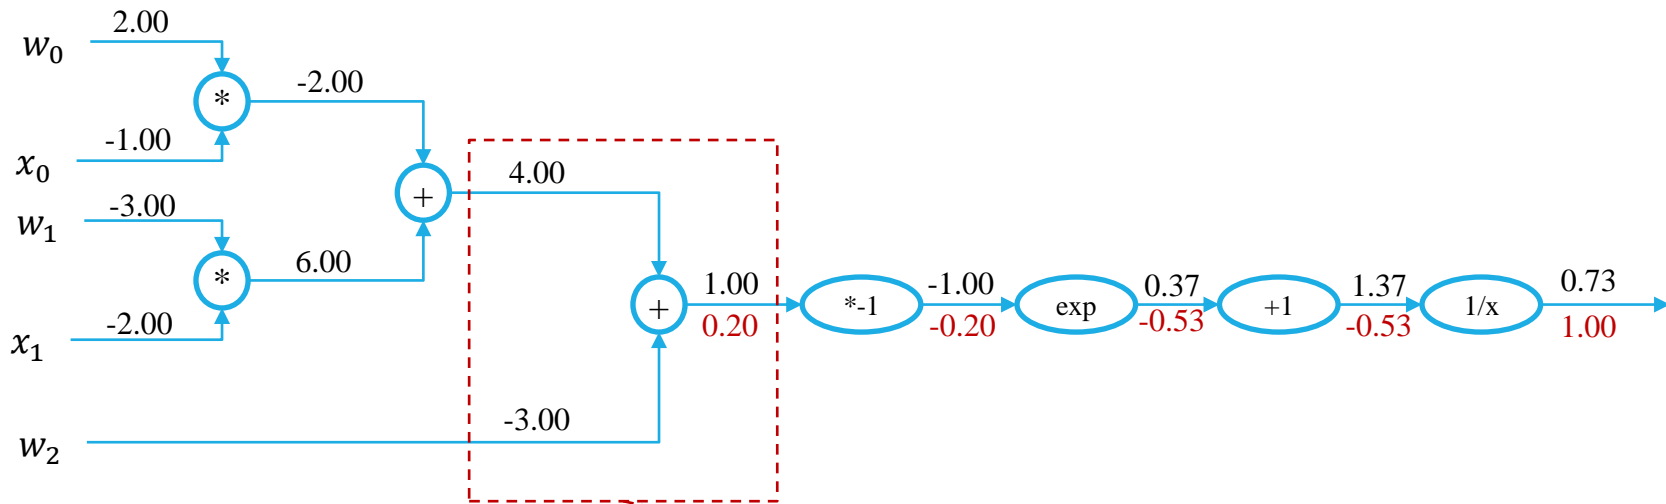 w₀ 2.00
*
-2.00
x₀ -1.00
w₁ -3.00
*
6.00
x₁ -2.00
+
4.00
w₂ -3.00
+
1.00
0.20
*-1
-1.00
-0.20
exp
0.37
-0.53
+1
1.37
-0.53
1/x
0.73
1.00